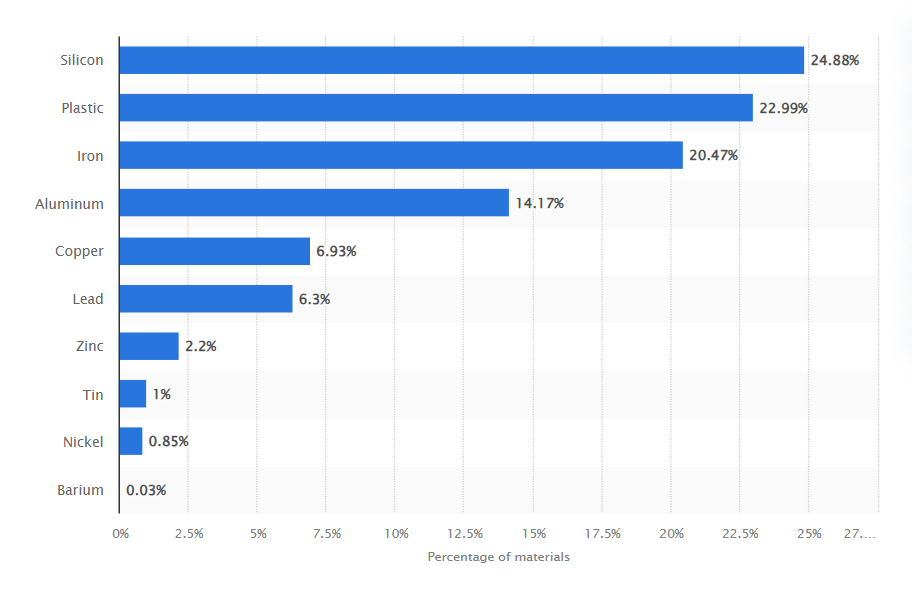 Silicon 24.88%
Plastic 22.99%
Iron 20.47%
Aluminum 14.17%
Copper 6.93%
Lead 6.3%
Zinc 2.2%
Tin 1%
Nickel 0.85%
Barium 0.03%
0% 2.5% 5% 7.5% 10% 12.5% 15% 17.5% 20% 22.5% 25% 27....
Percentage of materials